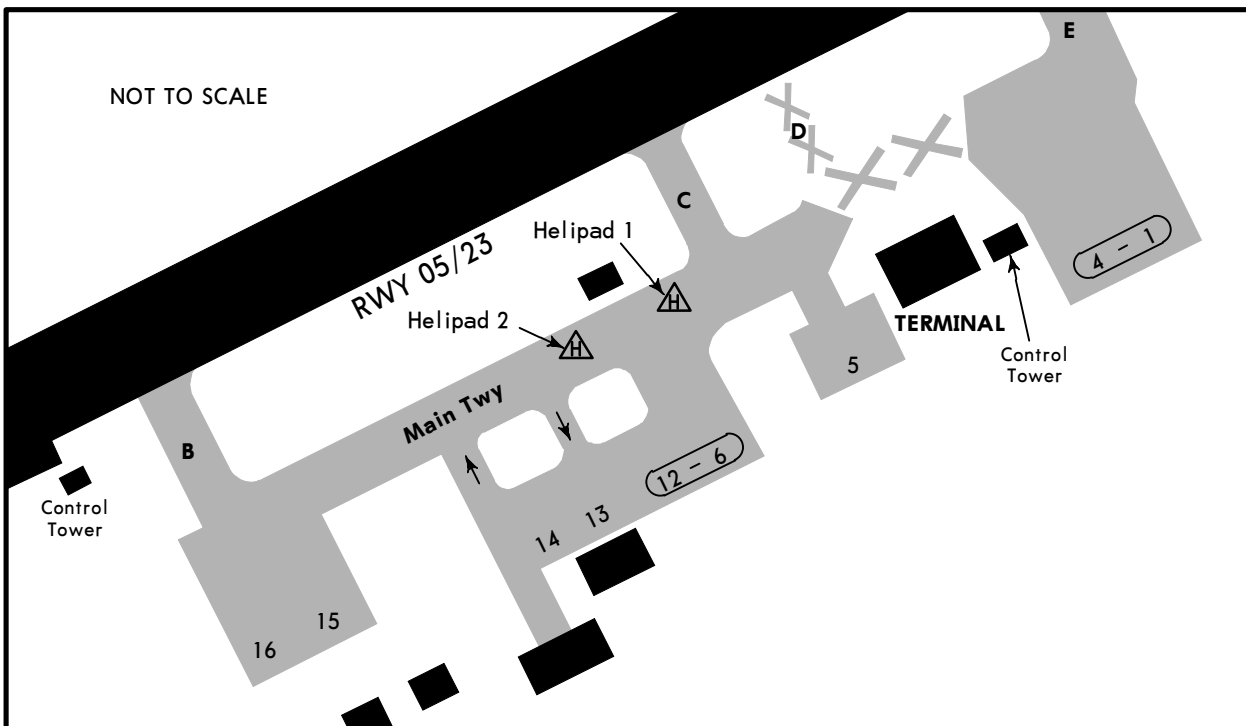 E
NOT TO SCALE
D
C
Helipad 1
H
RWY 05/23
4 - 1
Helipad 2
H
TERMINAL
Control
Tower
5
Main Twy
B
12 - 6
Control
Tower
14
13
15
16